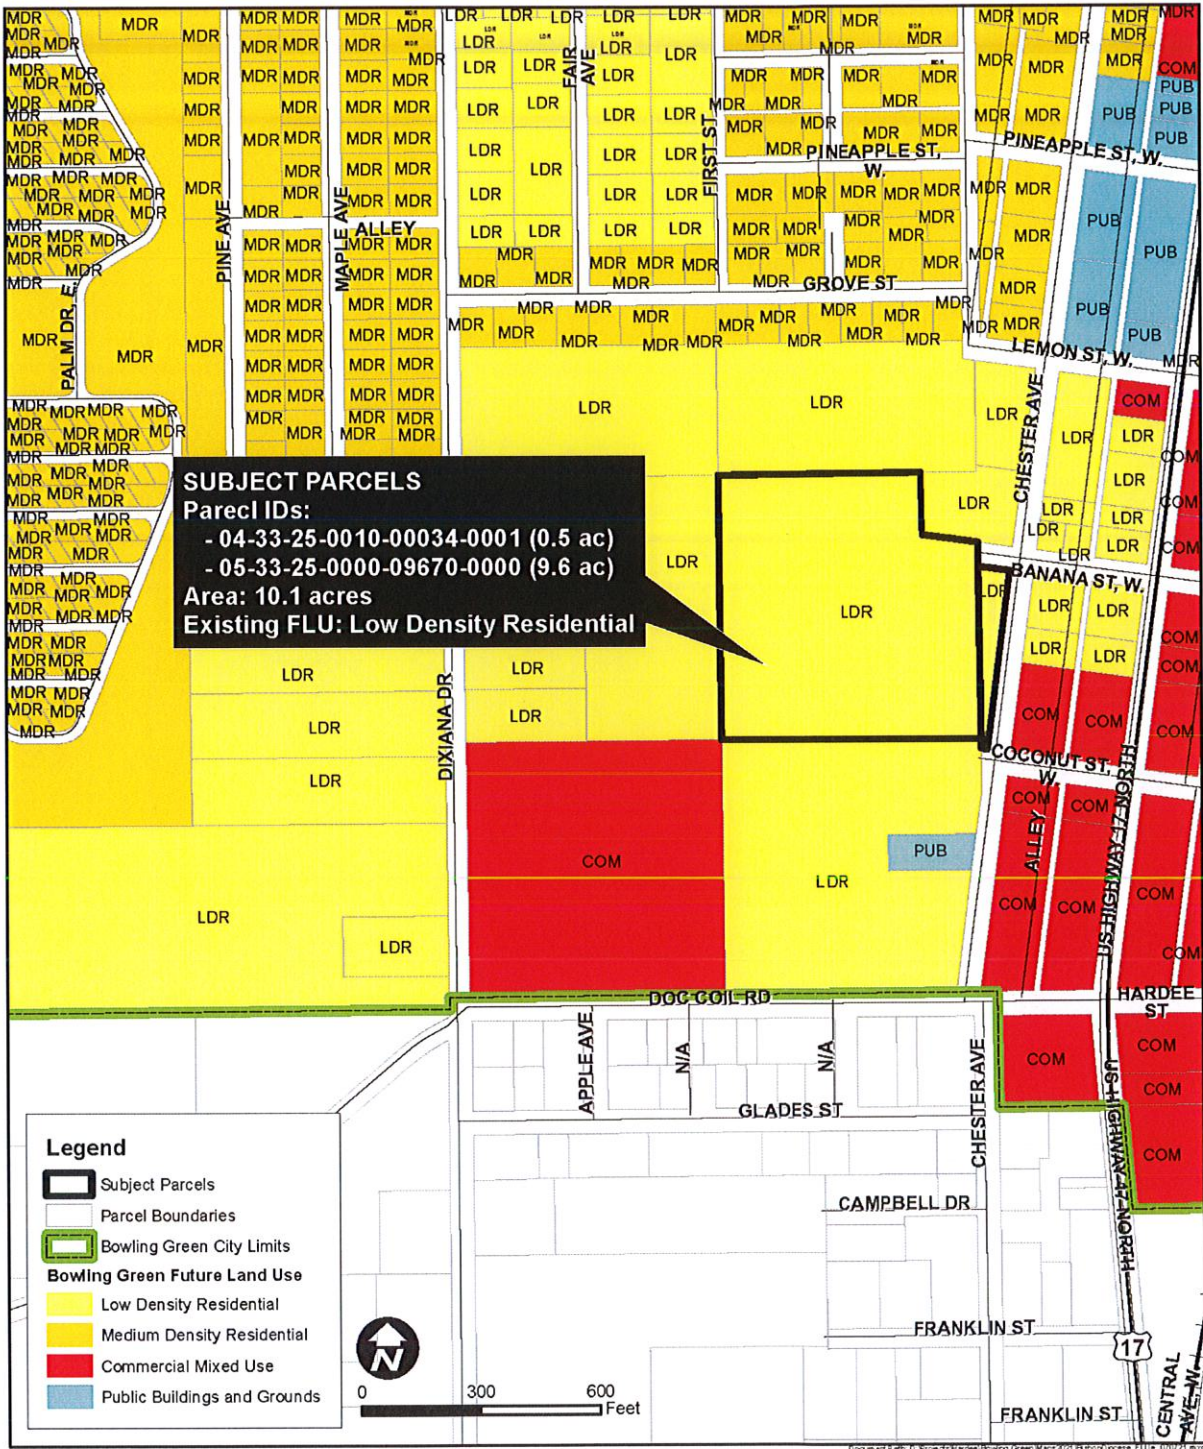 SUBJECT PARCELS
Parecl IDs:
- 04-33-25-0010-00034-0001 (0.5 ac)
- 05-33-25-0000-09670-0000 (9.6 ac)
Area: 10.1 acres
Existing FLU: Low Density Residential
PALM DR, E.
PINE AVE
MAPLE AVE
ALLEY
FAIR AVE
FIRST ST
PINEAPPLE ST, W.
PINEAPPLE ST, W.
GROVE ST
LEMON ST, W.
CHESTER AVE
BANANA ST, W.
COCONUT ST, W.
DIXIANA DR
ALLEY
US HIGHWAY 17 NORTH
DOC COIL RD
HARDEE ST
APPLE AVE
N/A
N/A
GLADES ST
CHESTER AVE
US HIGHWAY 17 NORTH
CAMPBELL DR
FRANKLIN ST
17
FRANKLIN ST
CENTRAL AVE, W.
MDR
LDR
COM
PUB
Legend
Subject Parcels
Parcel Boundaries
Bowling Green City Limits
Bowling Green Future Land Use
Low Density Residential
Medium Density Residential
Commercial Mixed Use
Public Buildings and Grounds
N
0 300 600
Feet